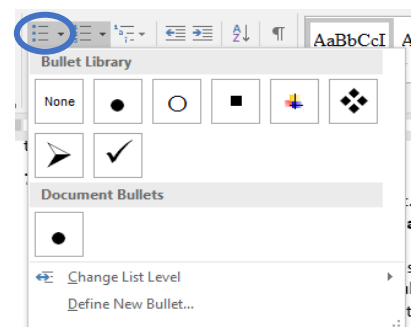 AaBbCcI A
Bullet Library
None
Document Bullets
Change List Level
Define New Bullet...